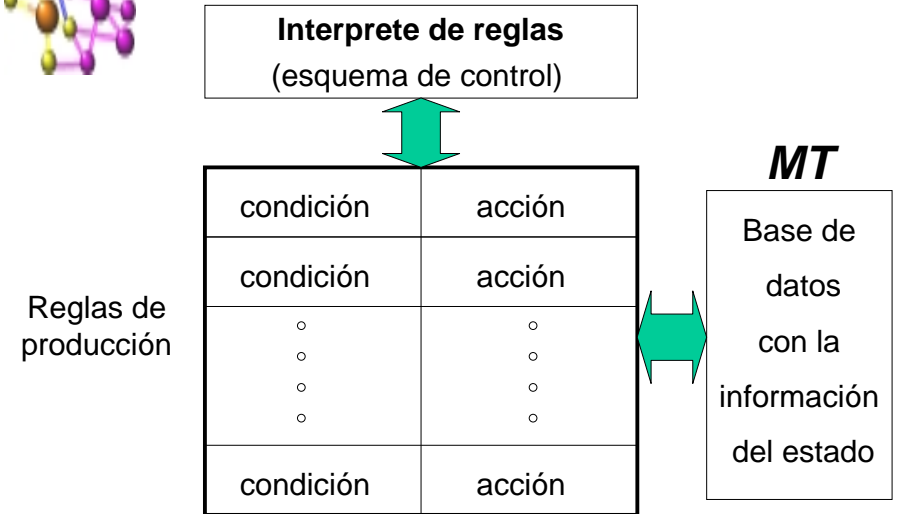 Interprete de reglas
(esquema de control)
MT
condición acción
condición acción
Reglas de
producción
condición acción
Base de
datos
con la
información
del estado